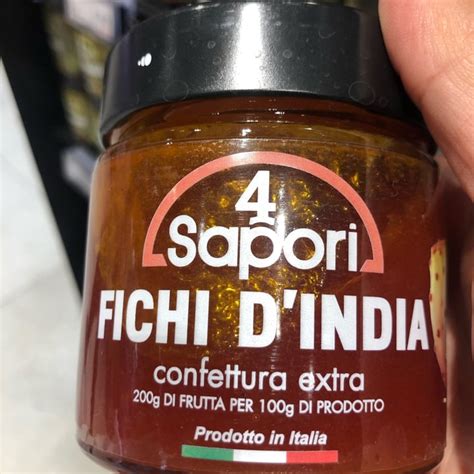 4
Sapori
FICHI D'INDIA
confettura extra
200g DI FRUTTA PER 100g DI PRODOTTO
Prodotto in Italia